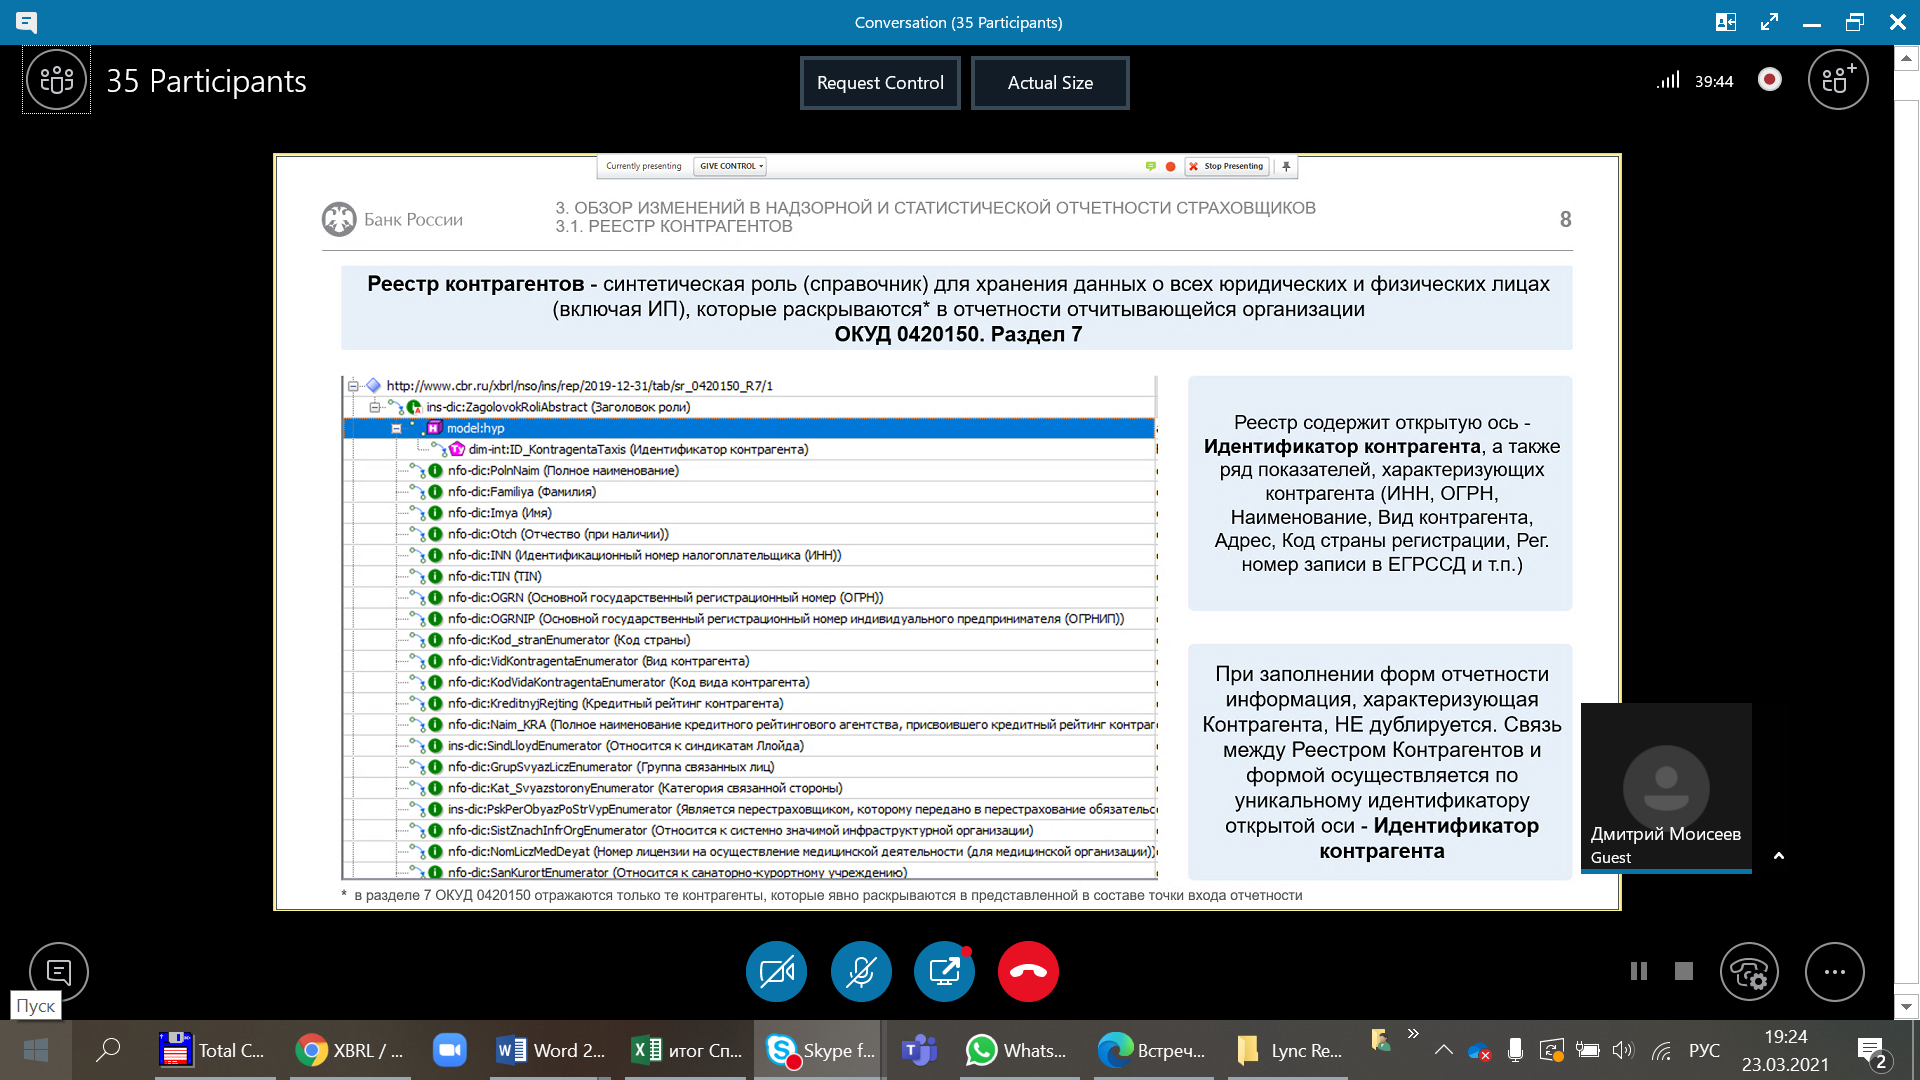 Conversation (35 Participants)
35 Participants
Request Control
Actual Size
39:44
Currently presenting
GIVE CONTROL
Stop Presenting
Банк России
3. ОБЗОР ИЗМЕНЕНИЙ В НАДЗОРНОЙ И СТАТИСТИЧЕСКОЙ ОТЧЕТНОСТИ СТРАХОВЩИКОВ
3.1. РЕЕСТР КОНТРАГЕНТОВ
8
Реестр контрагентов - синтетическая роль (справочник) для хранения данных о всех юридических и физических лицах
(включая ИП), которые раскрываются* в отчетности отчитывающейся организации
ОКУД 0420150. Раздел 7
http://www.cbr.ru/xbrl/nso/ins/rep/2019-12-31/tab/sr_0420150_R7/1
ins-dic:ZagolovokRoliAbstract (Заголовок роли)
model:hyp
dim-int:ID_KontragentaTaxis (Идентификатор контрагента)
nfo-dic:PolnNaim (Полное наименование)
nfo-dic:Familiya (Фамилия)
nfo-dic:Imya (Имя)
nfo-dic:Otch (Отчество (при наличии))
nfo-dic:INN (Идентификационный номер налогоплательщика (ИНН))
nfo-dic:TIN (TIN)
nfo-dic:OGRN (Основной государственный регистрационный номер (ОГРН))
nfo-dic:OGRNIP (Основной государственный регистрационный номер индивидуального предпринимателя (ОГРНИП))
nfo-dic:Kod_stranEnumerator (Код страны)
nfo-dic:VidKontragentaEnumerator (Вид контрагента)
nfo-dic:KodVidaKontragentaEnumerator (Код вида контрагента)
nfo-dic:KreditnyjRejting (Кредитный рейтинг контрагента)
nfo-dic:Naim_KRA (Полное наименование кредитного рейтингового агентства, присвоившего кредитный рейтинг контраг
ins-dic:SindLloydEnumerator (Относится к синдикатам Ллойда)
nfo-dic:GrupSvyazLiczEnumerator (Группа связанных лиц)
nfo-dic:Kat_SvyazstoronyEnumerator (Категория связанной стороны)
ins-dic:PskPerObyazPoStrVypEnumerator (Является перестраховщиком, которому передано в перестрахование обязательс
nfo-dic:SistZnachInfrOrgEnumerator (Относится к системно значимой инфраструктурной организации)
nfo-dic:NomLiczMedDeyat (Номер лицензии на осуществление медицинской деятельности (для медицинской организации))
nfo-dic:SanKurortEnumerator (Относится к санаторно-курортному учреждению)
Реестр содержит открытую ось -
Идентификатор контрагента, а также
ряд показателей, характеризующих
контрагента (ИНН, ОГРН,
Наименование, Вид контрагента,
Адрес, Код страны регистрации, Рег.
номер записи в ЕГРССД и т.п.)
При заполнении форм отчетности
информация, характеризующая
Контрагента, НЕ дублируется. Связь
между Реестром Контрагентов и
формой осуществляется по
уникальному идентификатору
открытой оси - Идентификатор
контрагента
* в разделе 7 ОКУД 0420150 отражаются только те контрагенты, которые явно раскрываются в представленной в составе точки входа отчетности
Дмитрий Моисеев
Guest
Пуск
Total C...
XBRL / ...
Word 2...
итог Сп...
Skype f...
Whats...
Встреч...
Lync Re...
РУС
19:24
23.03.2021
2